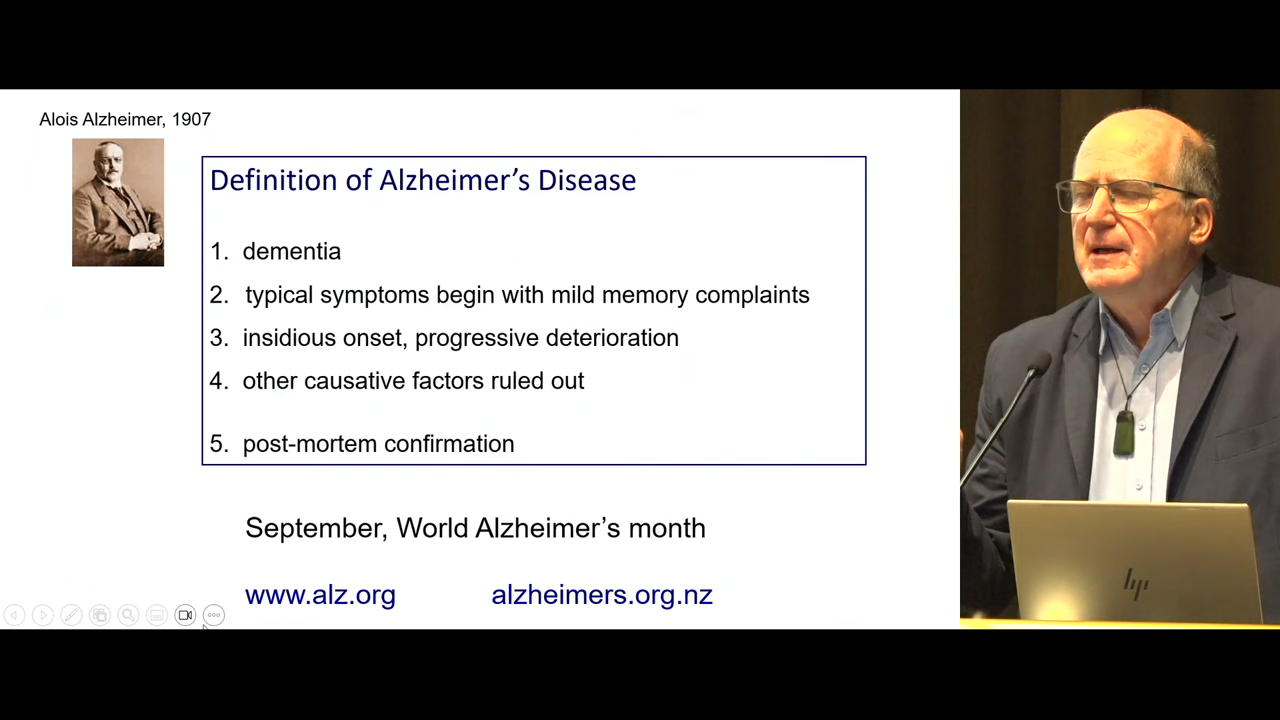 Alois Alzheimer, 1907
Definition of Alzheimer’s Disease
1. dementia
2. typical symptoms begin with mild memory complaints
3. insidious onset, progressive deterioration
4. other causative factors ruled out
5. post-mortem confirmation
September, World Alzheimer’s month
www.alz.org alzheimers.org.nz
hp